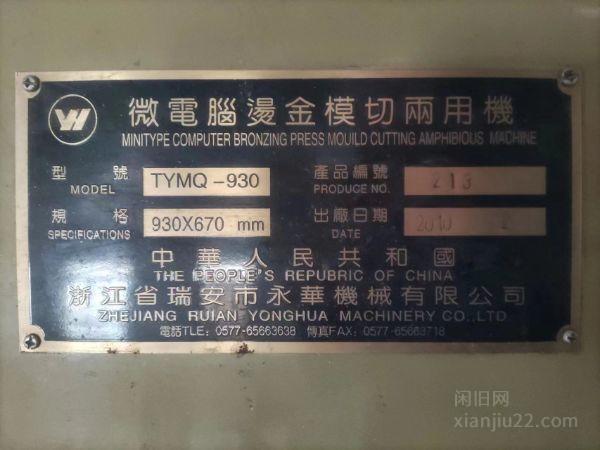 微電腦燙金模切兩用機
MINITYPE COMPUTER BRONZING PRESS MOULD CUTTING AMPHIBIOUS MACHINE
型 號 TYMQ-930 產品編號 213
MODEL PRODUCE NO.
規 格 930X670 mm 出廠日期 2010
SPECIFICATIONS DATE
中華人民共和國
THE PEOPLE'S REPUBRIC OF CHINA
浙江省瑞安市永華機械有限公司
ZHEJIANG RUIAN YONGHUA MACHINERY CO.,LTD
電話TLE: 0577-65663638 傳真FAX: 0577-65663718
闲旧网
xianjiu22.com